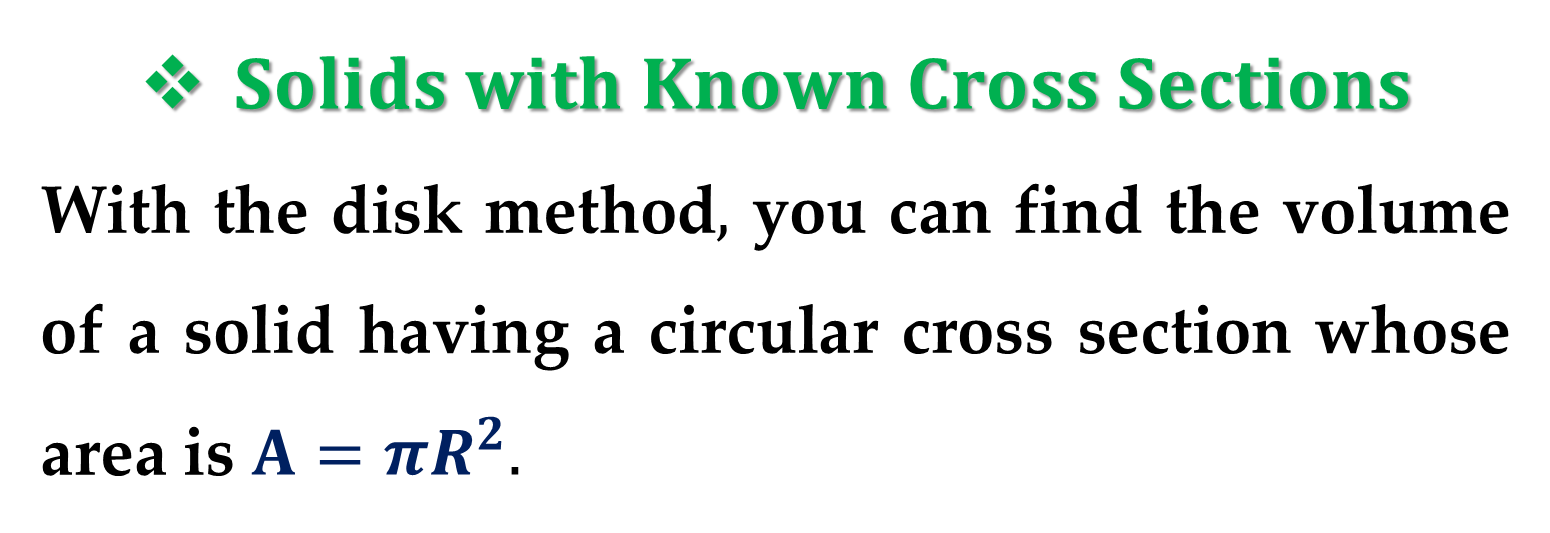 ❖ Solids with Known Cross Sections
With the disk method, you can find the volume
of a solid having a circular cross section whose
area is A = πR².